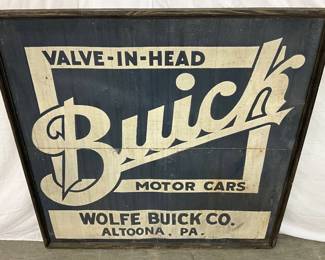 VALVE-IN-HEAD
Buick
MOTOR CARS
WOLFE BUICK CO.
ALTOONA, PA.